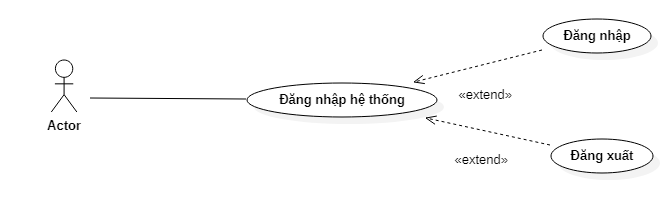 Đăng nhập
Đăng nhập hệ thống
«extend»
Actor
Đăng xuất
«extend»